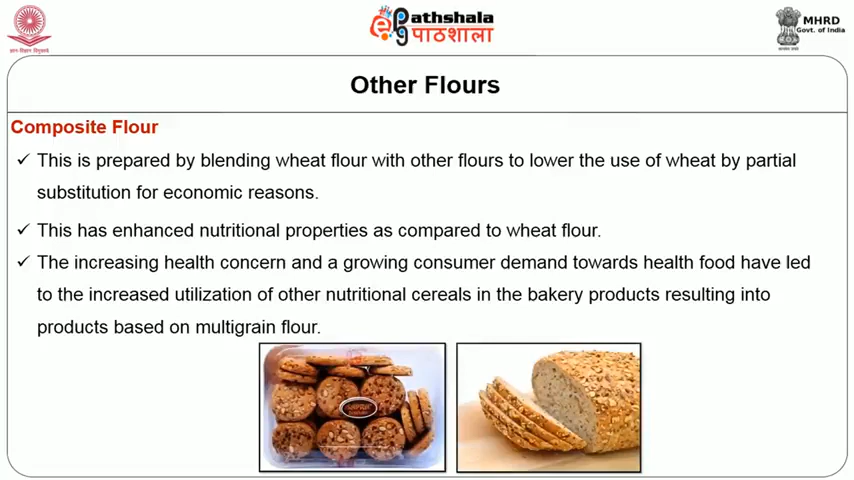 ePathshala
पाठशाला
MHRD
Govt. of India
Other Flours
Composite Flour
✓ This is prepared by blending wheat flour with other flours to lower the use of wheat by partial
substitution for economic reasons.
✓ This has enhanced nutritional properties as compared to wheat flour.
✓ The increasing health concern and a growing consumer demand towards health food have led
to the increased utilization of other nutritional cereals in the bakery products resulting into
products based on multigrain flour.